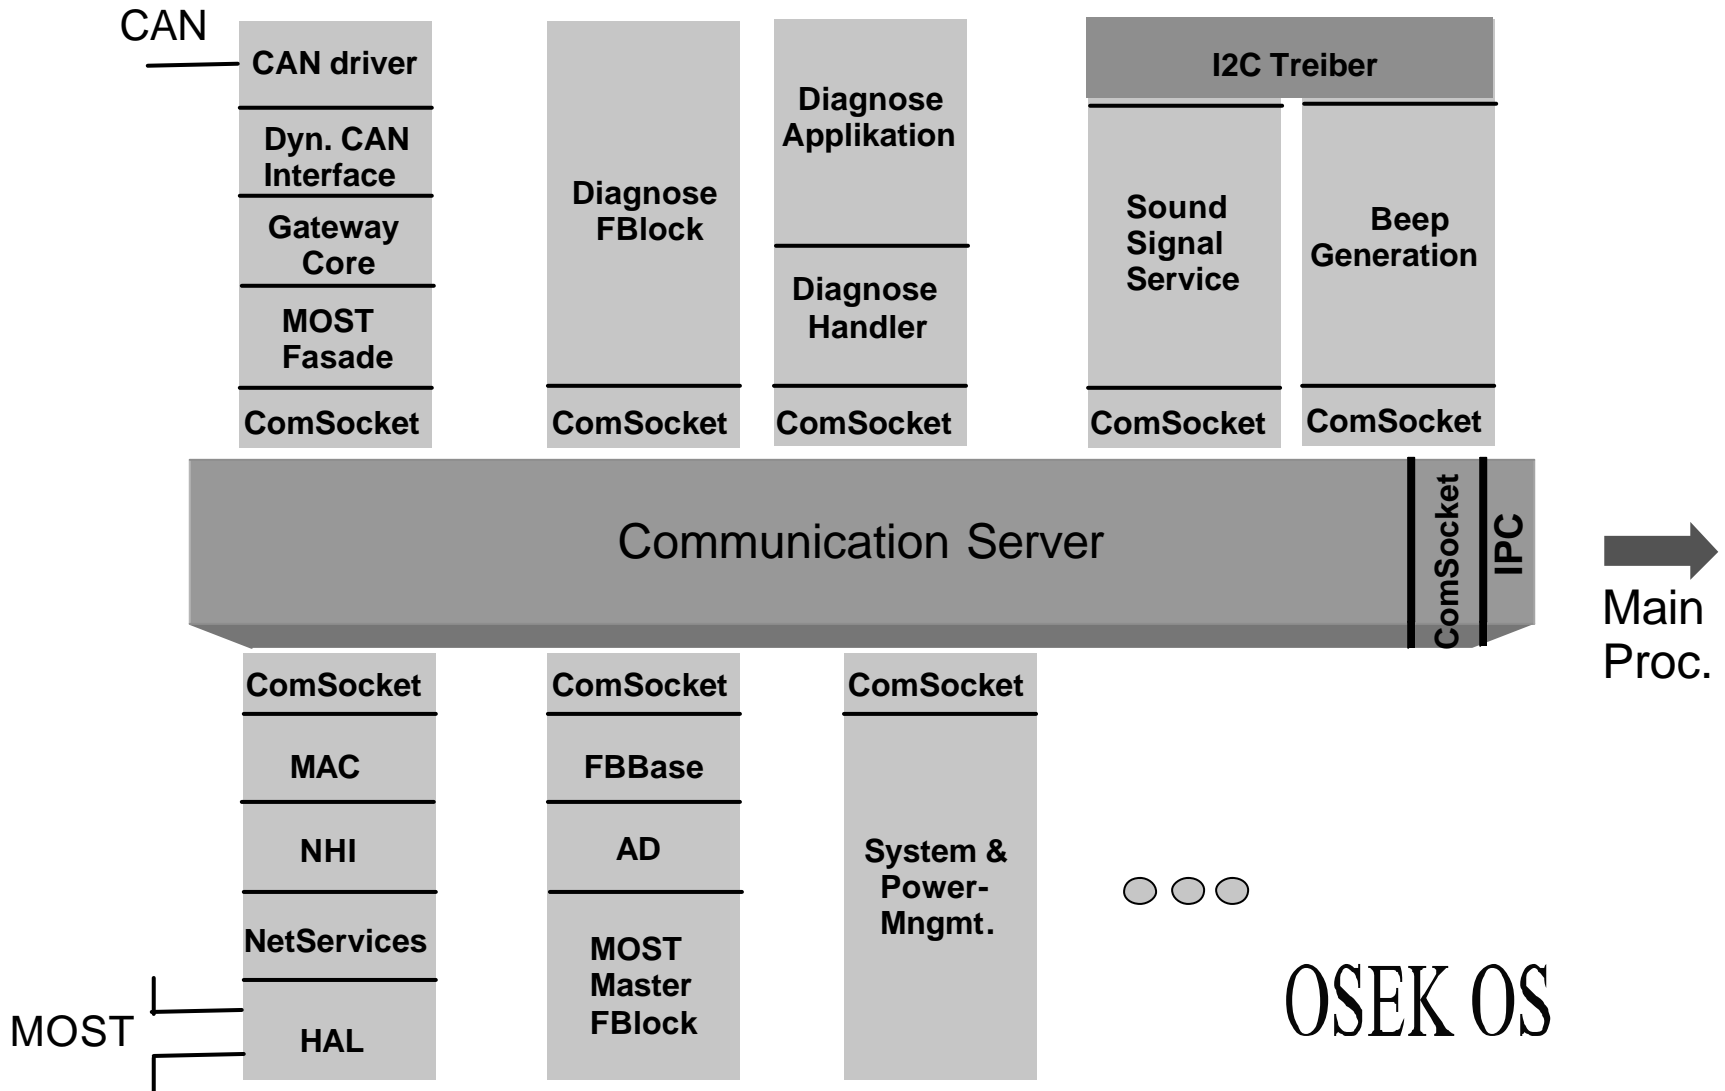 CAN
CAN driver
Dyn. CAN
Interface
Gateway
Core
MOST
Fasade
ComSocket
Diagnose
FBlock
ComSocket
Diagnose
Applikation
Diagnose
Handler
ComSocket
I2C Treiber
Sound
Signal
Service
ComSocket
Beep
Generation
ComSocket
Communication Server
ComSocket
IPC
Main
Proc.
ComSocket
MAC
NHI
NetServices
HAL
MOST
ComSocket
FBBase
AD
MOST
Master
FBlock
ComSocket
System &
Power-
Mngmt.
OSEK OS